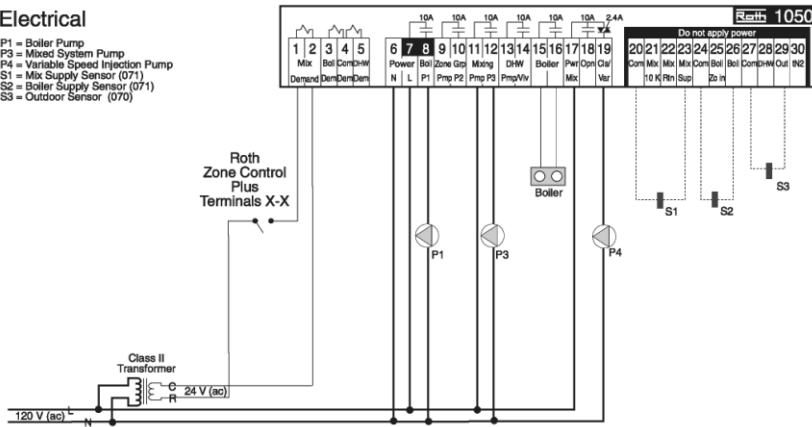 Electrical
P1 = Boiler Pump
P3 = Mixed System Pump
P4 = Variable Speed Injection Pump
S1 = Mix Supply Sensor (071)
S2 = Boiler Supply Sensor (071)
S3 = Outdoor Sensor (070)
Roth 1050
10A 10A 10A 10A 10A 2.4A
Do not apply power
1 2 3 4 5 6 7 8 9 10 11 12 13 14 15 16 17 18 19 20 21 22 23 24 25 26 27 28 29 30
Mix Boil Com DHW Power Boil Zone Grp Mixng DHW Boiler Pwr Opn Cls/ Com Mix Mix Mix Com Boil Boil Com DHW Out tN2
Demand Dem Dem Dem N L P1 Pmp P2 Pmp P3 Pmp/Vlv Mix Var 10 K Rtn Sup Zo In
Roth
Zone Control
Plus
Terminals X-X
Boiler
S1
S2
S3
P1
P3
P4
Class II
Transformer
C
24 V (ac)
R
L
120 V (ac)
N